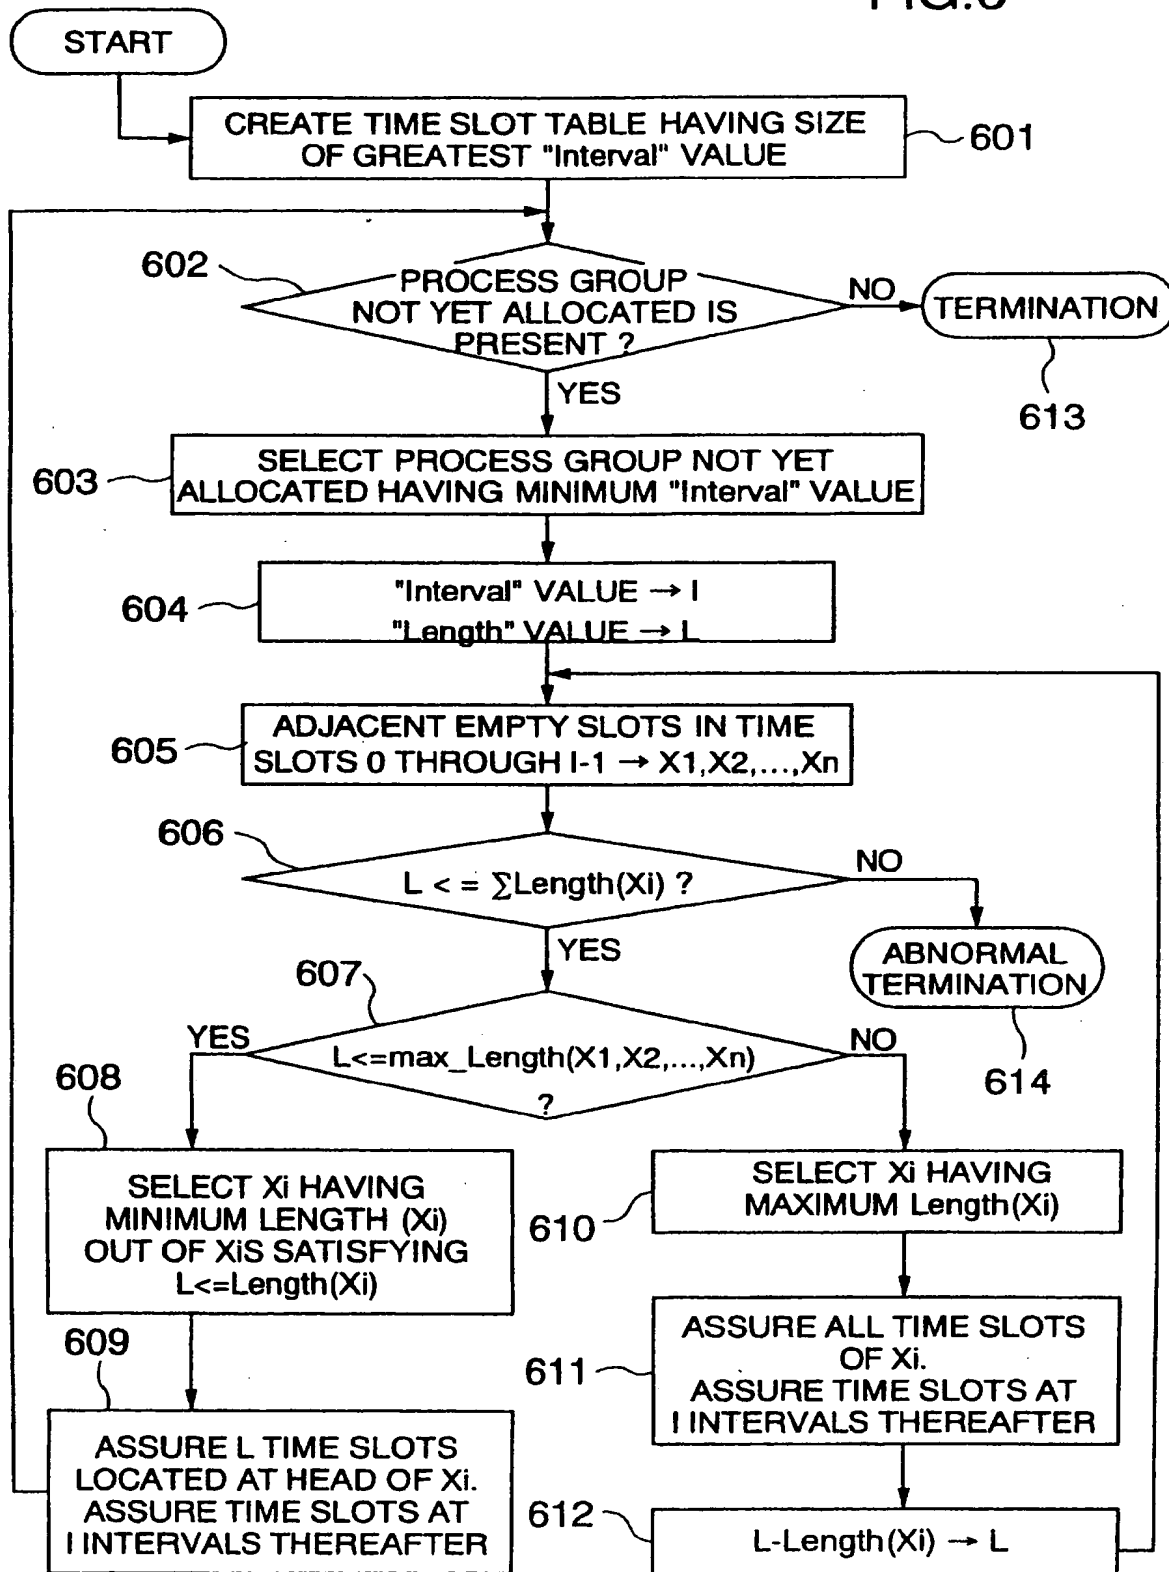 START
CREATE TIME SLOT TABLE HAVING SIZE
OF GREATEST "Interval" VALUE
601
602
PROCESS GROUP
NOT YET ALLOCATED IS
PRESENT ?
NO
TERMINATION
613
YES
603
SELECT PROCESS GROUP NOT YET
ALLOCATED HAVING MINIMUM "Interval" VALUE
604
"Interval" VALUE → I
"Length" VALUE → L
605
ADJACENT EMPTY SLOTS IN TIME
SLOTS 0 THROUGH I-1 → X1,X2,...,Xn
606
L < = ∑Length(Xi) ?
NO
YES
ABNORMAL
TERMINATION
614
607
YES
L<=max_Length(X1,X2,...,Xn)
?
NO
608
SELECT Xi HAVING
MINIMUM LENGTH (Xi)
OUT OF XiS SATISFYING
L<=Length(Xi)
610
SELECT Xi HAVING
MAXIMUM Length(Xi)
609
ASSURE L TIME SLOTS
LOCATED AT HEAD OF Xi.
ASSURE TIME SLOTS AT
I INTERVALS THEREAFTER
611
ASSURE ALL TIME SLOTS
OF Xi.
ASSURE TIME SLOTS AT
I INTERVALS THEREAFTER
612
L-Length(Xi) → L